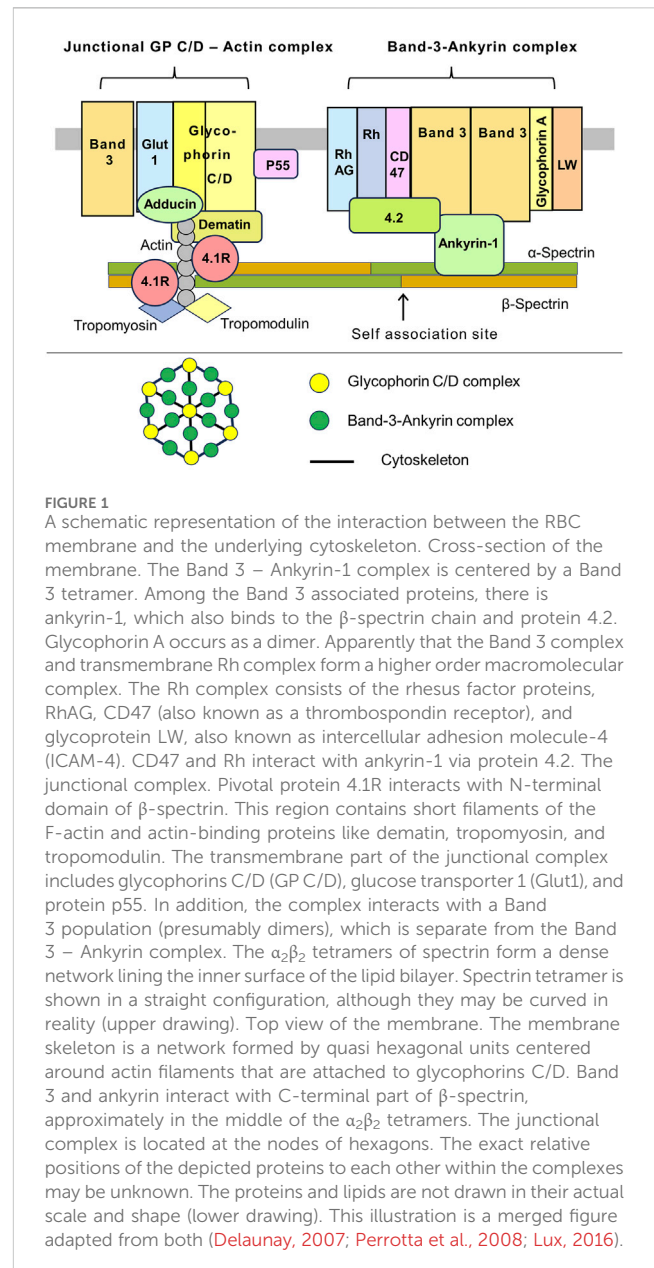 Junctional GP C/D – Actin complex
Band-3-Ankyrin complex
Band
3
Glut
1
Glyco-
phorin
C/D
P55
Adducin
Dematin
Actin
4.1R
4.1R
Tropomyosin
Tropomodulin
Rh
AG
Rh
CD
47
Band 3
Band 3
Glycophorin A
LW
4.2
Ankyrin-1
α-Spectrin
β-Spectrin
Self association site
Glycophorin C/D complex
Band-3-Ankyrin complex
Cytoskeleton
FIGURE 1
A schematic representation of the interaction between the RBC
membrane and the underlying cytoskeleton. Cross-section of the
membrane. The Band 3 – Ankyrin-1 complex is centered by a Band
3 tetramer. Among the Band 3 associated proteins, there is
ankyrin-1, which also binds to the β-spectrin chain and protein 4.2.
Glycophorin A occurs as a dimer. Apparently that the Band 3 complex
and transmembrane Rh complex form a higher order macromolecular
complex. The Rh complex consists of the rhesus factor proteins,
RhAG, CD47 (also known as a thrombospondin receptor), and
glycoprotein LW, also known as intercellular adhesion molecule-4
(ICAM-4). CD47 and Rh interact with ankyrin-1 via protein 4.2. The
junctional complex. Pivotal protein 4.1R interacts with N-terminal
domain of β-spectrin. This region contains short filaments of the
F-actin and actin-binding proteins like dematin, tropomyosin, and
tropomodulin. The transmembrane part of the junctional complex
includes glycophorins C/D (GP C/D), glucose transporter 1 (Glut1), and
protein p55. In addition, the complex interacts with a Band
3 population (presumably dimers), which is separate from the Band
3 – Ankyrin complex. The α₂β₂ tetramers of spectrin form a dense
network lining the inner surface of the lipid bilayer. Spectrin tetramer is
shown in a straight configuration, although they may be curved in
reality (upper drawing). Top view of the membrane. The membrane
skeleton is a network formed by quasi hexagonal units centered
around actin filaments that are attached to glycophorins C/D. Band
3 and ankyrin interact with C-terminal part of β-spectrin,
approximately in the middle of the α₂β₂ tetramers. The junctional
complex is located at the nodes of hexagons. The exact relative
positions of the depicted proteins to each other within the complexes
may be unknown. The proteins and lipids are not drawn in their actual
scale and shape (lower drawing). This illustration is a merged figure
adapted from both (Delaunay, 2007; Perrotta et al., 2008; Lux, 2016).